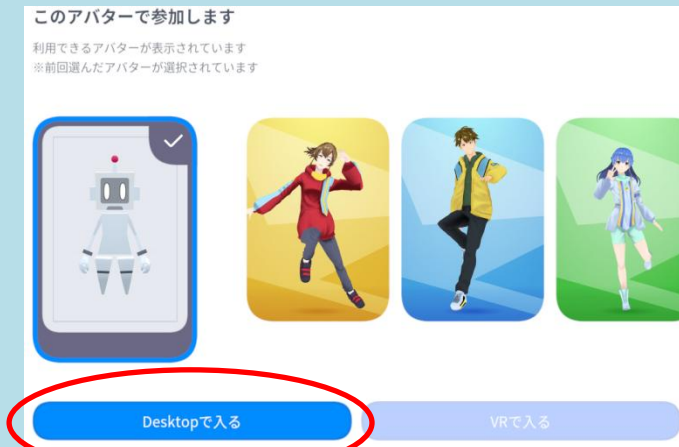 このアバターで参加します
利用できるアバターが表示されています
※前回選んだアバターが選択されています
Desktopで入る
VRで入る